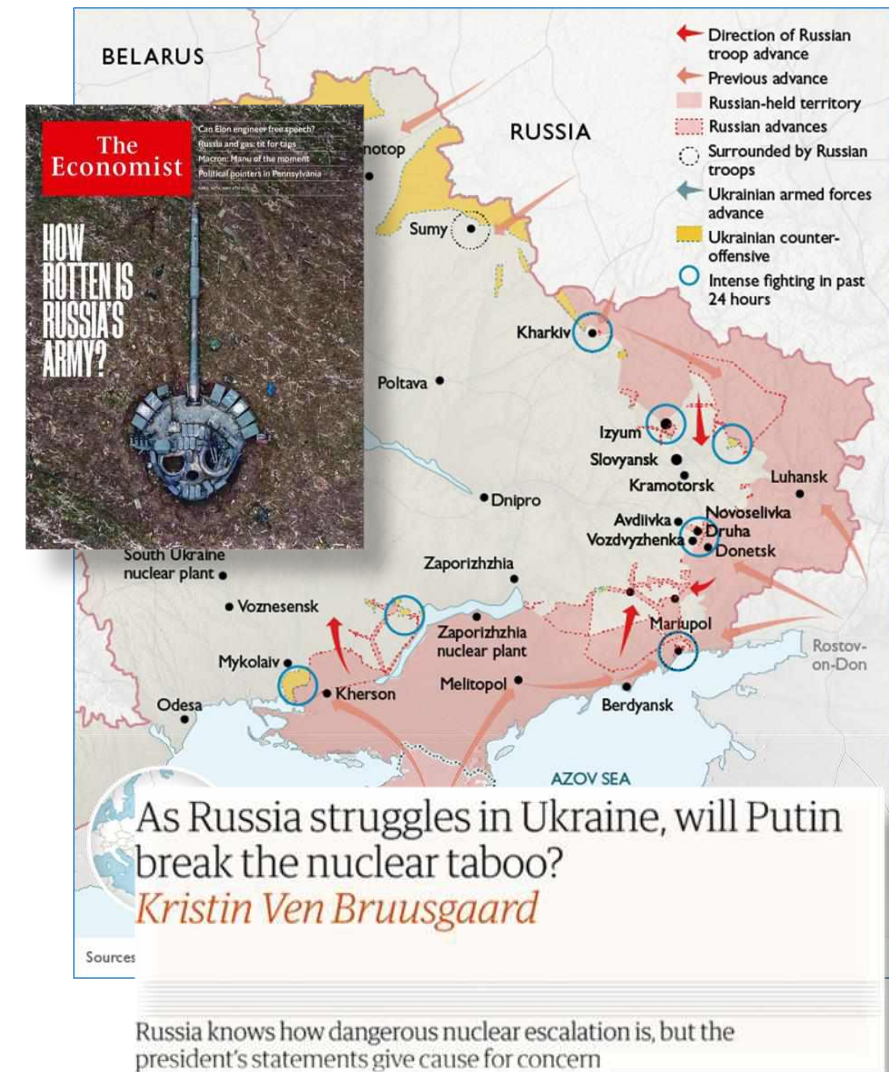 BELARUS
RUSSIA
Direction of Russian
troop advance
Previous advance
Russian-held territory
Russian advances
Surrounded by Russian
troops
Ukrainian armed forces
advance
Ukrainian counter-
offensive
Intense fighting in past
24 hours
The
Economist
Can Elon engineer free speech?
Russia and gas: tit for taps
Macron: Manu of the moment
Political pointers in Pennsylvania
HOW
ROTTEN IS
RUSSIA'S
ARMY?
notop
Sumy
Kharkiv
Poltava
Izyum
Slovyansk
Kramotorsk
Luhansk
Dnipro
Avdiivka
Novoselivka
Druha
Vozdvyzhenka
Donetsk
South Ukraine
nuclear plant
Zaporizhzhia
Voznesensk
Zaporizhzhia
nuclear plant
Mariupol
Rostov-
on-Don
Mykolaiv
Kherson
Melitopol
Berdyansk
Odesa
AZOV SEA
As Russia struggles in Ukraine, will Putin
break the nuclear taboo?
Kristin Ven Bruusgaard
Sources
Russia knows how dangerous nuclear escalation is, but the
president's statements give cause for concern